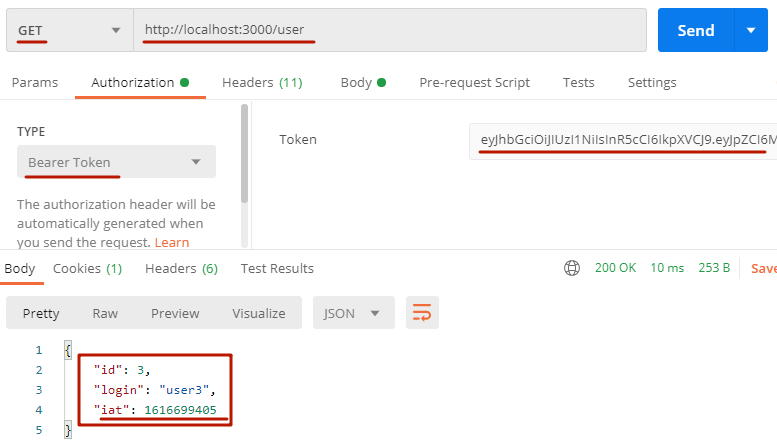 GET http://localhost:3000/user Send
Params Authorization Headers (11) Body Pre-request Script Tests Settings
TYPE
Bearer Token
Token eyJhbGciOiJIUzI1NiIsInR5cCI6IkpXVCJ9.eyJpZCI6M
The authorization header will be
automatically generated when
you send the request. Learn
Body Cookies (1) Headers (6) Test Results 200 OK 10 ms 253 B Save
Pretty Raw Preview Visualize JSON
1 {
2 "id": 3,
3 "login": "user3",
4 "iat": 1616699405
5 }